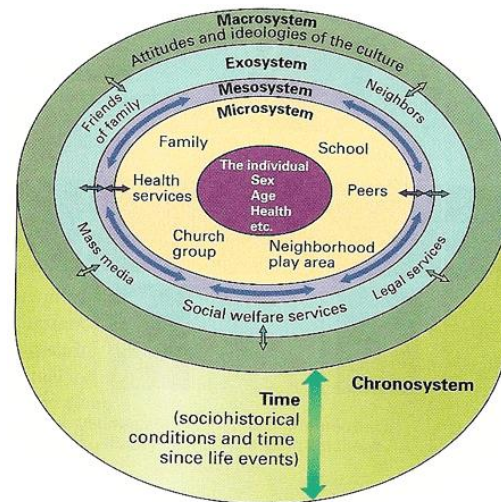 Macrosystem
Attitudes and ideologies of the culture
Exosystem
Mesosystem
Microsystem
Friends
of family
Neighbors
Family
School
The individual
Sex
Age
Health
etc.
Health
services
Peers
Church
group
Neighborhood
play area
Mass media
Legal services
Social welfare services
Time
(sociohistorical
conditions and time
since life events)
Chronosystem